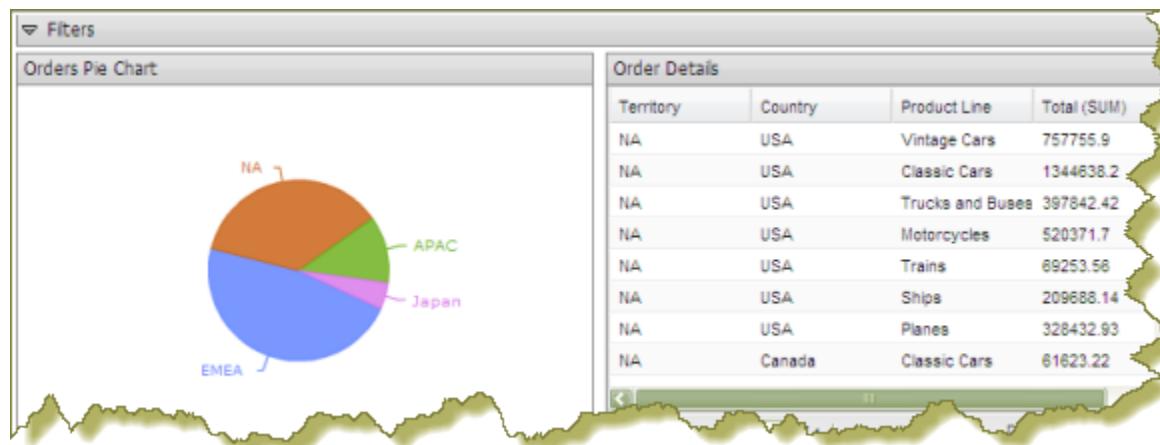 Filters
Orders Pie Chart
NA
APAC
Japan
EMEA
Order Details
Territory Country Product Line Total (SUM)
NA USA Vintage Cars 757755.9
NA USA Classic Cars 1344638.2
NA USA Trucks and Buses 397842.42
NA USA Motorcycles 520371.7
NA USA Trains 69253.56
NA USA Ships 209688.14
NA USA Planes 328432.93
NA Canada Classic Cars 61623.22